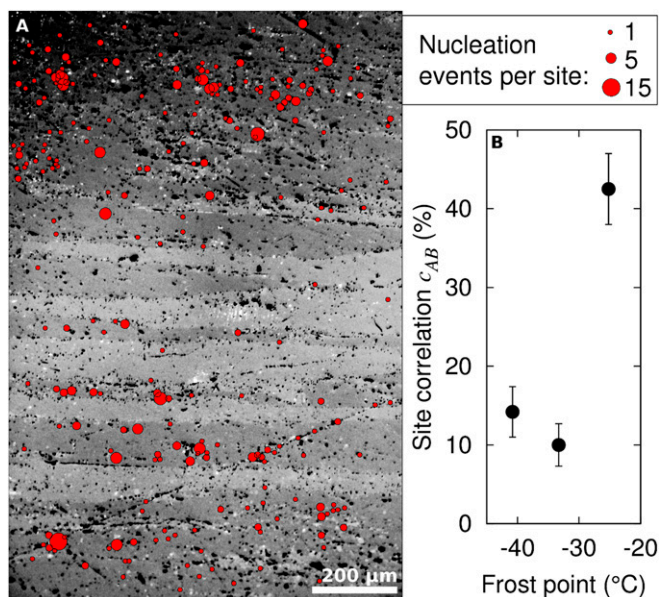 A
Nucleation
events per site:
1
5
15
200 µm
B
Site correlation c_AB (%)
50
40
30
20
10
0
-40
-30
-20
Frost point (°C)